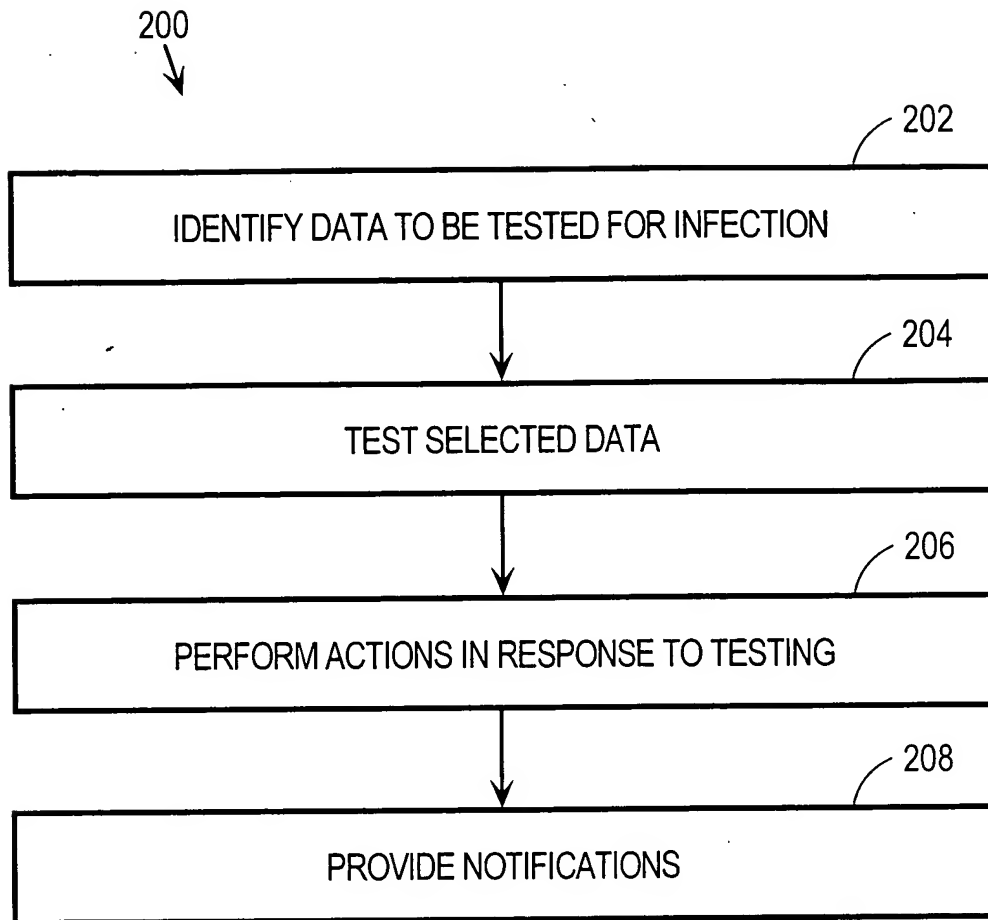 200
202
IDENTIFY DATA TO BE TESTED FOR INFECTION
204
TEST SELECTED DATA
206
PERFORM ACTIONS IN RESPONSE TO TESTING
208
PROVIDE NOTIFICATIONS